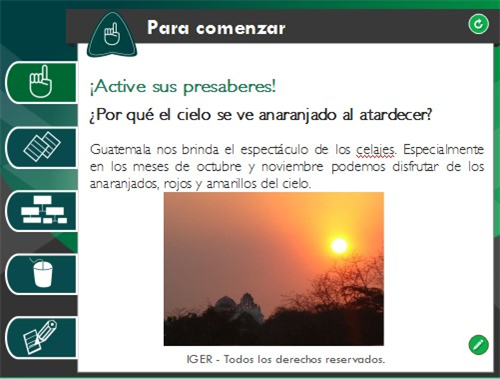 Para comenzar
¡Active sus presaberes!
¿Por qué el cielo se ve anaranjado al atardecer?
Guatemala nos brinda el espectáculo de los celajes. Especialmente
en los meses de octubre y noviembre podemos disfrutar de los
anaranjados, rojos y amarillos del cielo.
IGER - Todos los derechos reservados.